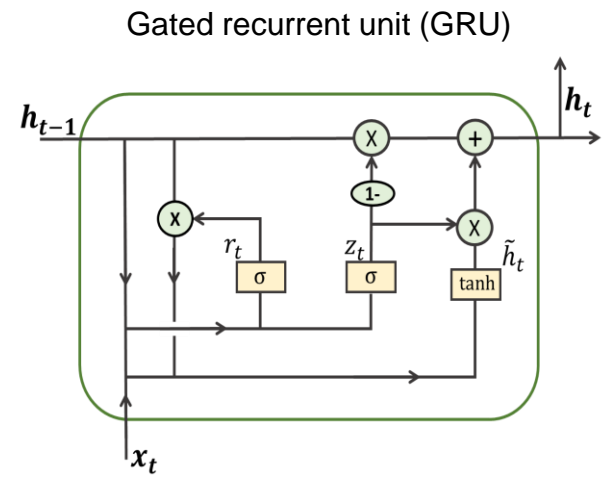 Gated recurrent unit (GRU)
h_t
h_{t-1}
X
+
1-
X
X
r_t
z_t
h̃_t
σ
σ
tanh
x_t